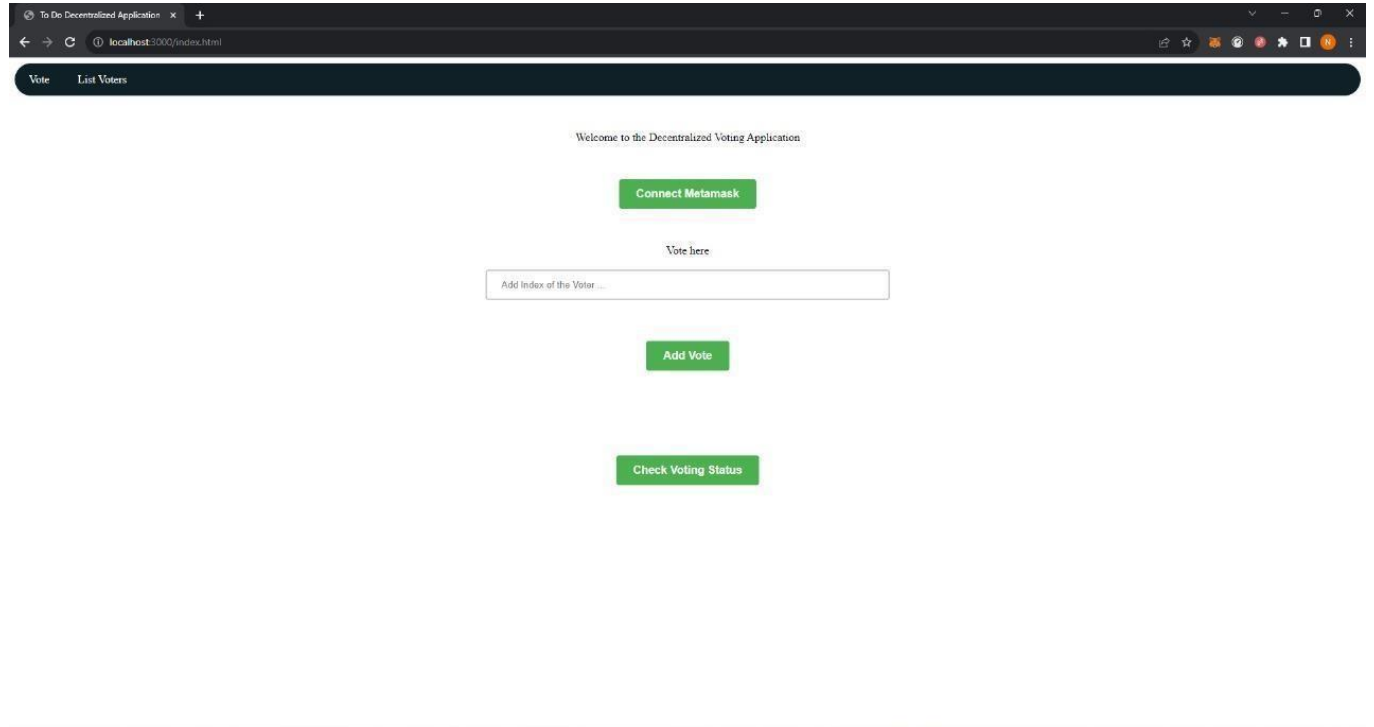 To Do Decentralized Application
localhost:3000/index.html
N
Vote List Voters
Welcome to the Decentralized Voting Application
Connect Metamask
Vote here
Add Index of the Voter ...
Add Vote
Check Voting Status